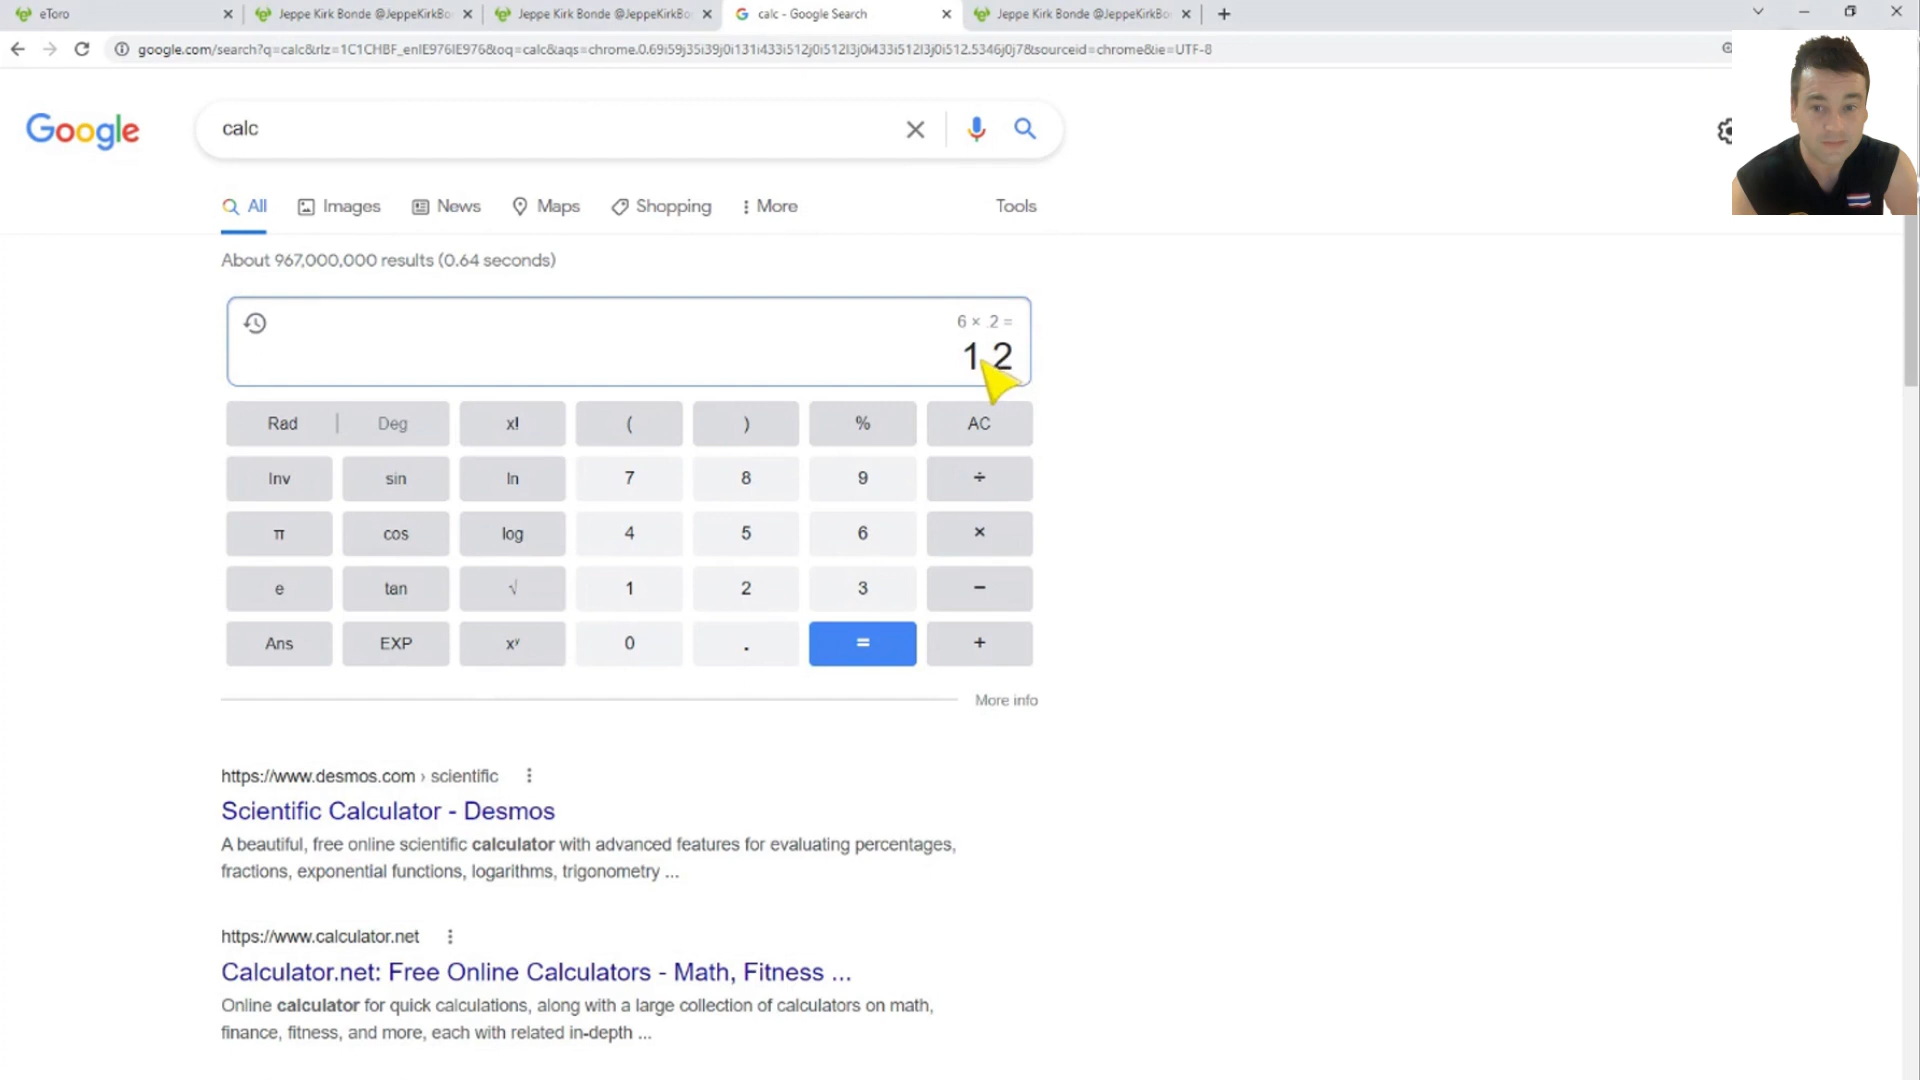 eToro
Jeppe Kirk Bonde @JeppeKirkBo
Jeppe Kirk Bonde @JeppeKirkBo
calc - Google Search
Jeppe Kirk Bonde @JeppeKirkBo
google.com/search?q=calc&rlz=1C1CHBF_enIE976IE976&oq=calc&aqs=chrome.0.69i59j35i39j0i131i433i512j0i512l3j0i433i512l3j0i512.5346j0j7&sourceid=chrome&ie=UTF-8
Google
calc
All Images News Maps Shopping More Tools
About 967,000,000 results (0.64 seconds)
6 × .2 =
1.2
Rad | Deg x! ( ) % AC
Inv sin ln 7 8 9 ÷
π cos log 4 5 6 ×
e tan √ 1 2 3 −
Ans EXP xʸ 0 . = +
More info
https://www.desmos.com › scientific
Scientific Calculator - Desmos
A beautiful, free online scientific calculator with advanced features for evaluating percentages,
fractions, exponential functions, logarithms, trigonometry ...
https://www.calculator.net
Calculator.net: Free Online Calculators - Math, Fitness ...
Online calculator for quick calculations, along with a large collection of calculators on math,
finance, fitness, and more, each with related in-depth ...